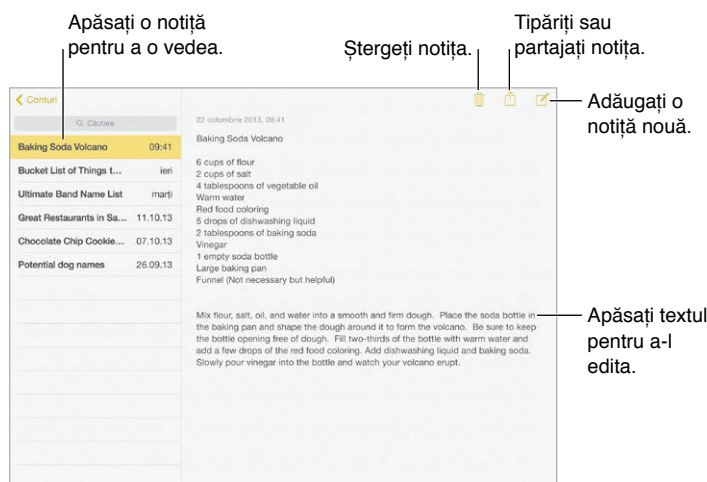 Apăsați o notiță
pentru a o vedea.
Ștergeți notița.
Tipăriți sau
partajați notița.
Adăugați o
notiță nouă.
Conturi
Căutare
Baking Soda Volcano 09:41
Bucket List of Things t... ieri
Ultimate Band Name List marți
Great Restaurants in Sa... 11.10.13
Chocolate Chip Cookie... 07.10.13
Potential dog names 26.09.13
22 octombrie 2013, 09:41
Baking Soda Volcano
6 cups of flour
2 cups of salt
4 tablespoons of vegetable oil
Warm water
Red food coloring
5 drops of dishwashing liquid
2 tablespoons of baking soda
Vinegar
1 empty soda bottle
Large baking pan
Funnel (Not necessary but helpful)
Mix flour, salt, oil, and water into a smooth and firm dough. Place the soda bottle in
the baking pan and shape the dough around it to form the volcano. Be sure to keep
the bottle opening free of dough. Fill two-thirds of the bottle with warm water and
add a few drops of the red food coloring. Add dishwashing liquid and baking soda.
Slowly pour vinegar into the bottle and watch your volcano erupt.
Apăsați textul
pentru a-l
edita.